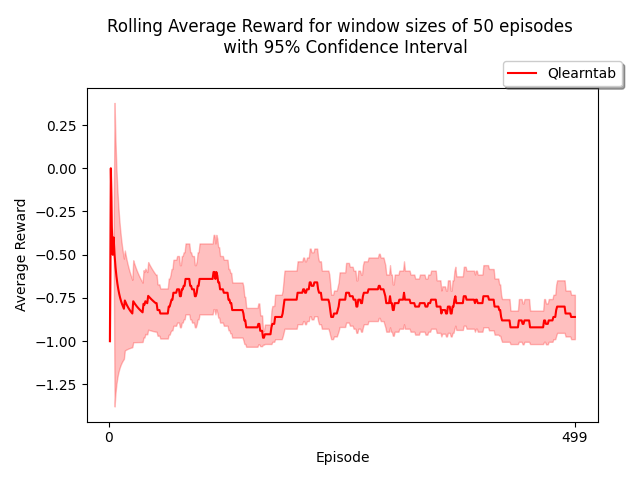 Rolling Average Reward for window sizes of 50 episodes
with 95% Confidence Interval
Qlearntab
0.25
0.00
−0.25
−0.50
−0.75
−1.00
−1.25
Average Reward
0
499
Episode